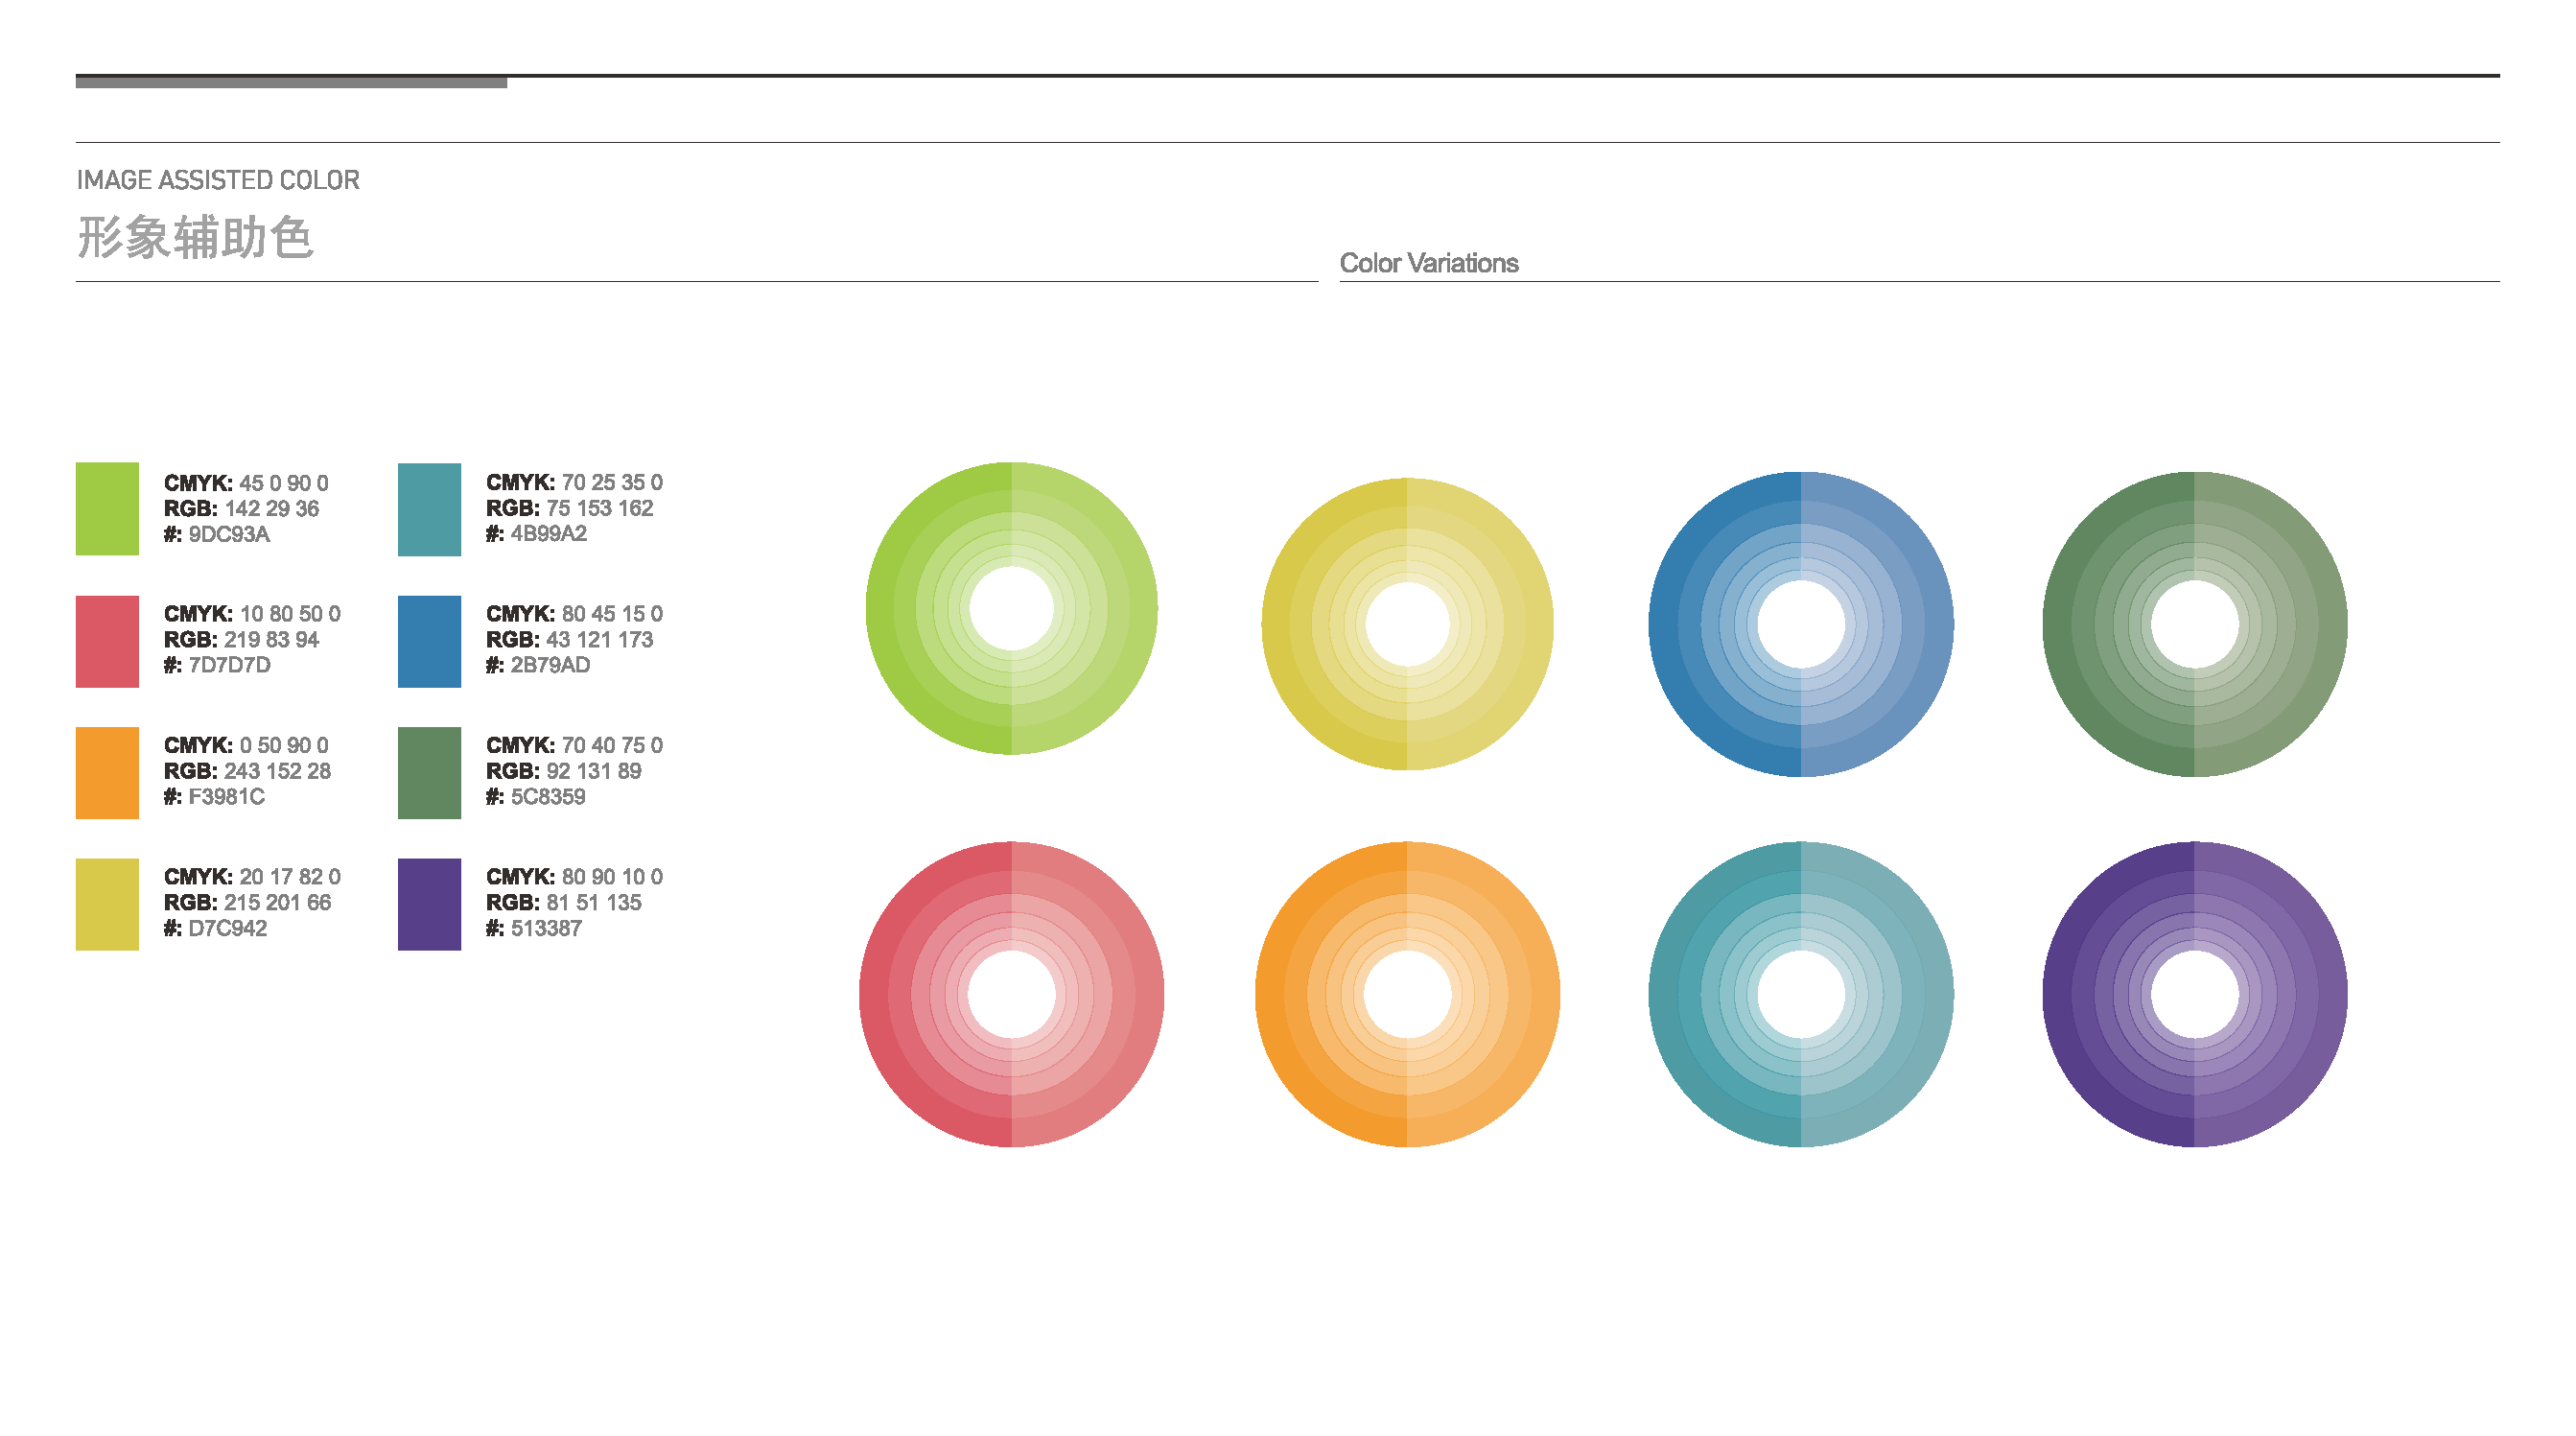 IMAGE ASSISTED COLOR
形象辅助色
Color Variations
CMYK: 45 0 90 0
RGB: 142 29 36
#: 9DC93A
CMYK: 10 80 50 0
RGB: 219 83 94
#: 7D7D7D
CMYK: 0 50 90 0
RGB: 243 152 28
#: F3981C
CMYK: 20 17 82 0
RGB: 215 201 66
#: D7C942
CMYK: 70 25 35 0
RGB: 75 153 162
#: 4B99A2
CMYK: 80 45 15 0
RGB: 43 121 173
#: 2B79AD
CMYK: 70 40 75 0
RGB: 92 131 89
#: 5C8359
CMYK: 80 90 10 0
RGB: 81 51 135
#: 513387